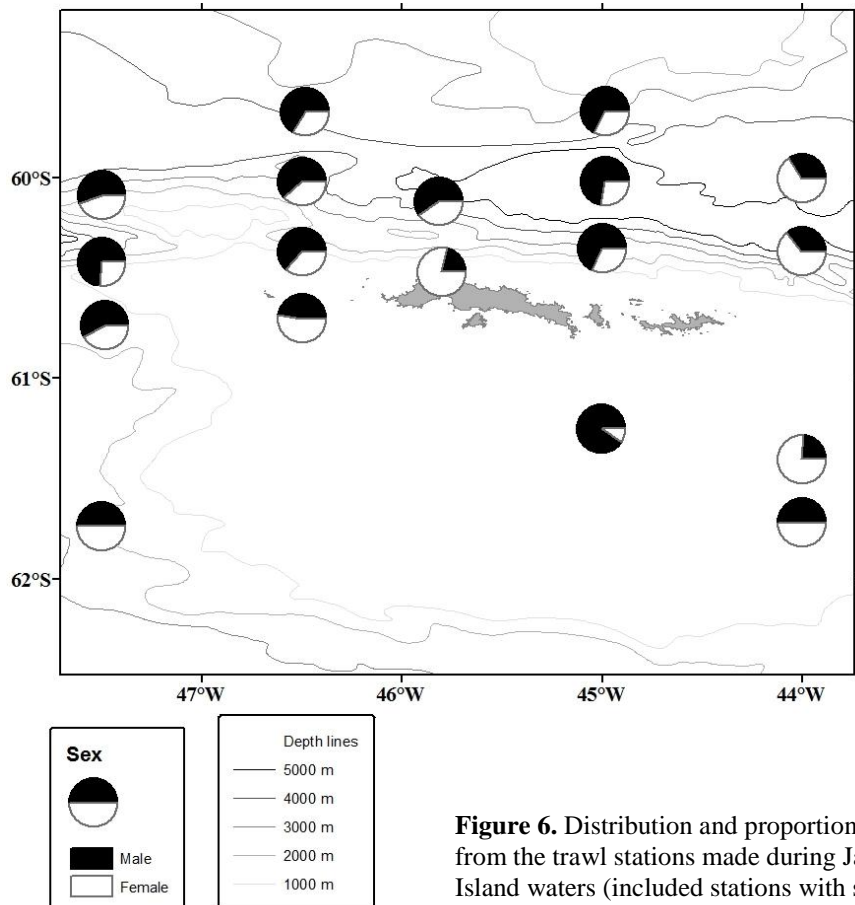 60°S
61°S
62°S
47°W 46°W 45°W 44°W
Sex
Male
Female
Depth lines
5000 m
4000 m
3000 m
2000 m
1000 m
Figure 6. Distribution and proportion
from the trawl stations made during
Island waters (included stations with